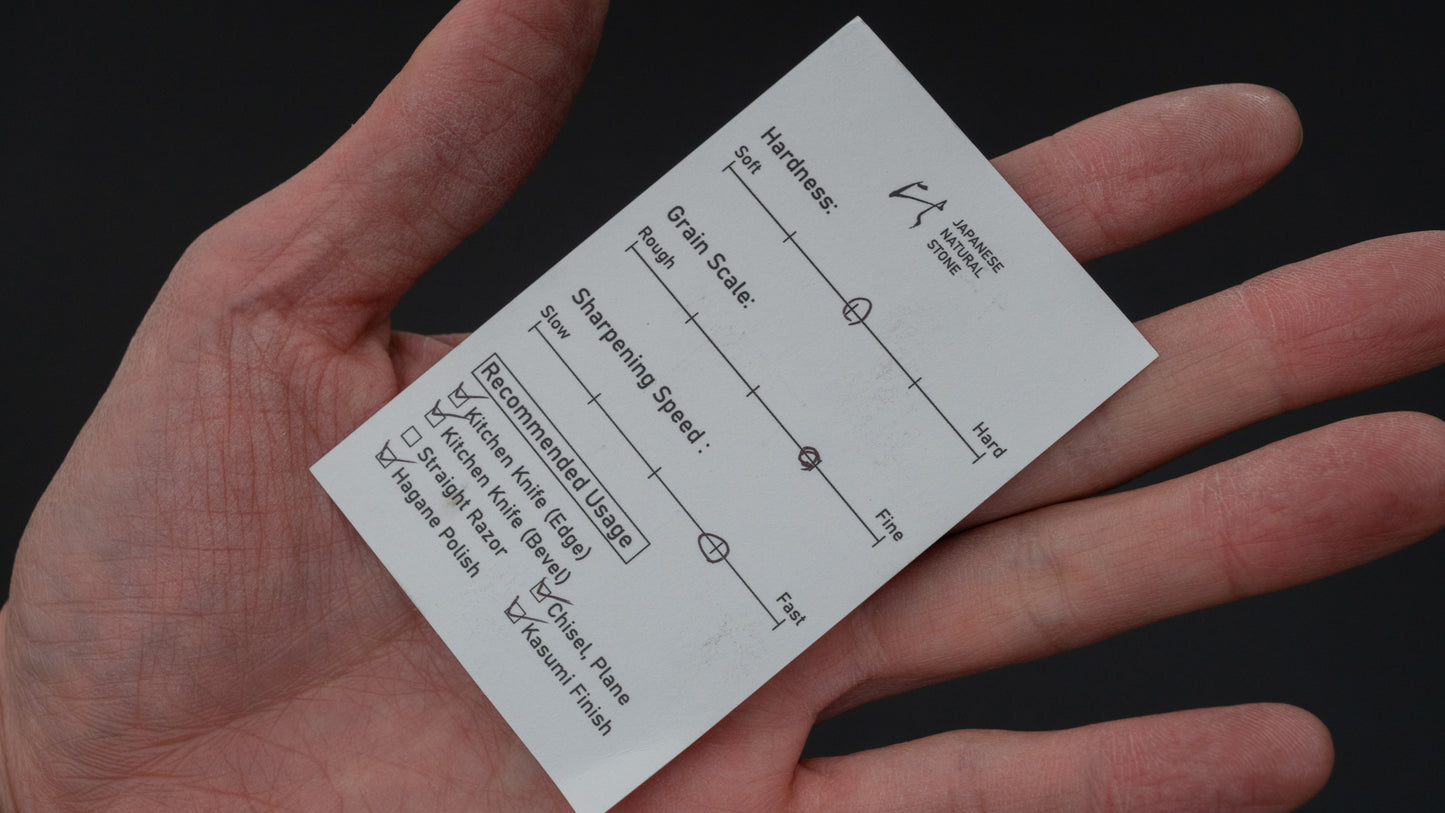 JAPANESE
NATURAL
STONE
Hardness:
Soft Hard
Grain Scale:
Rough Fine
Sharpening Speed :
Slow Fast
Recommended Usage
Kitchen Knife (Edge)
Kitchen Knife (Bevel)
Straight Razor
Hagane Polish
Chisel, Plane
Kasumi Finish